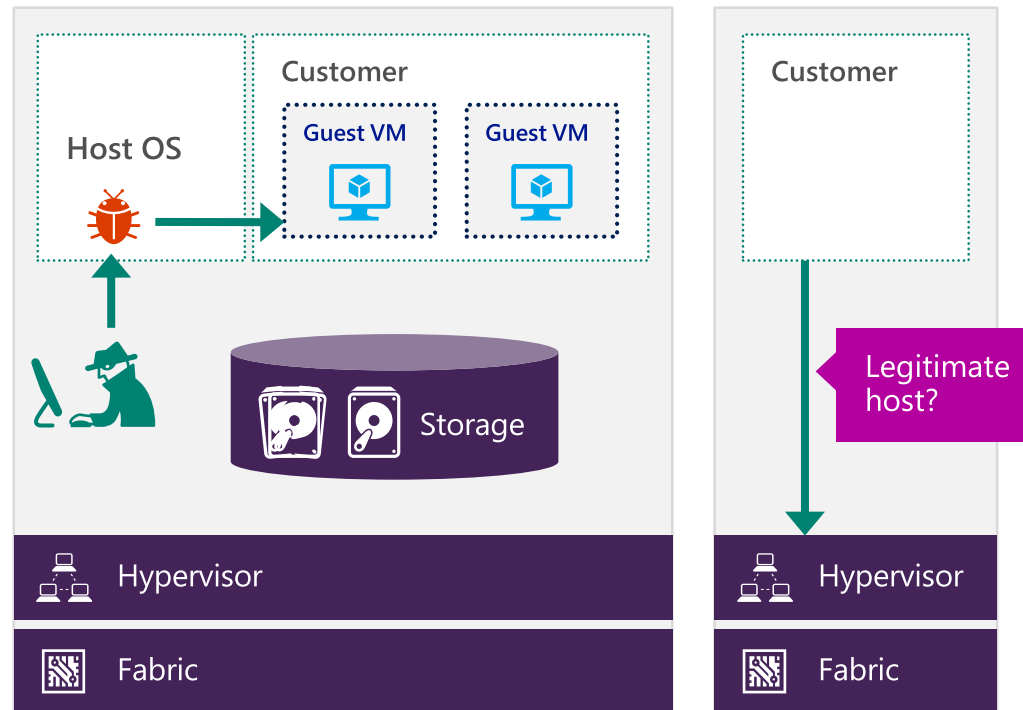 Customer
Host OS
Guest VM
Guest VM
Storage
Hypervisor
Fabric
Customer
Legitimate
host?
Hypervisor
Fabric